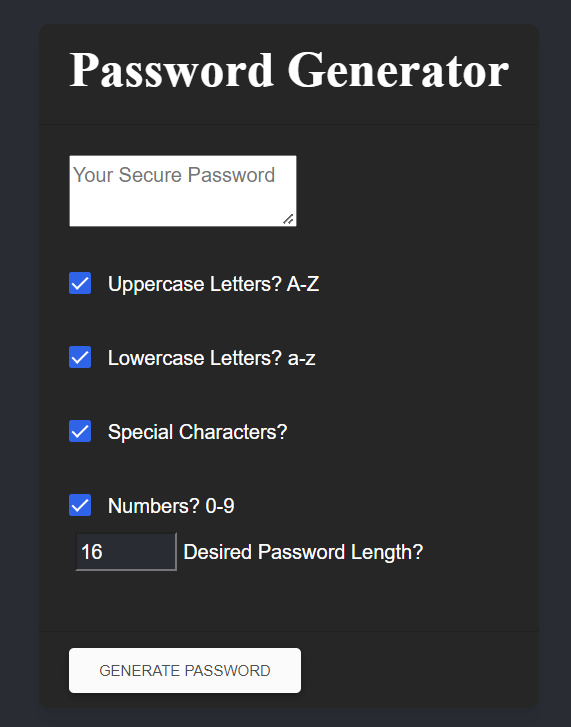 Password Generator
Your Secure Password
Uppercase Letters? A-Z
Lowercase Letters? a-z
Special Characters?
Numbers? 0-9
16 Desired Password Length?
GENERATE PASSWORD